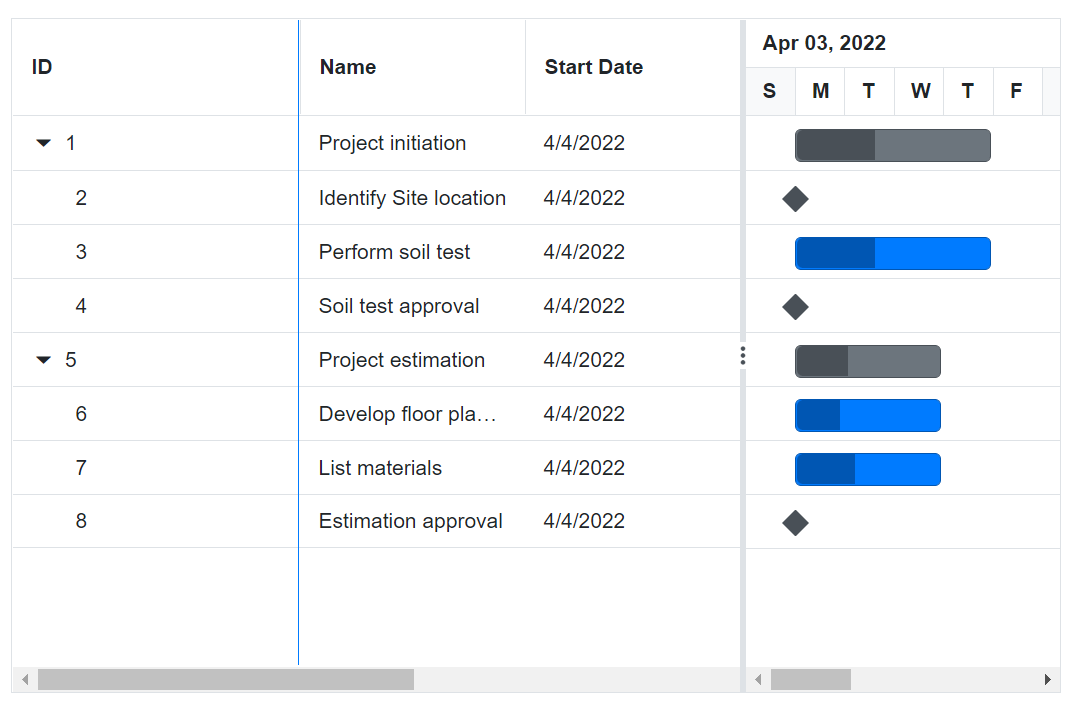 ID Name Start Date Apr 03, 2022
S M T W T F
1 Project initiation 4/4/2022
2 Identify Site location 4/4/2022
3 Perform soil test 4/4/2022
4 Soil test approval 4/4/2022
5 Project estimation 4/4/2022
6 Develop floor pla… 4/4/2022
7 List materials 4/4/2022
8 Estimation approval 4/4/2022